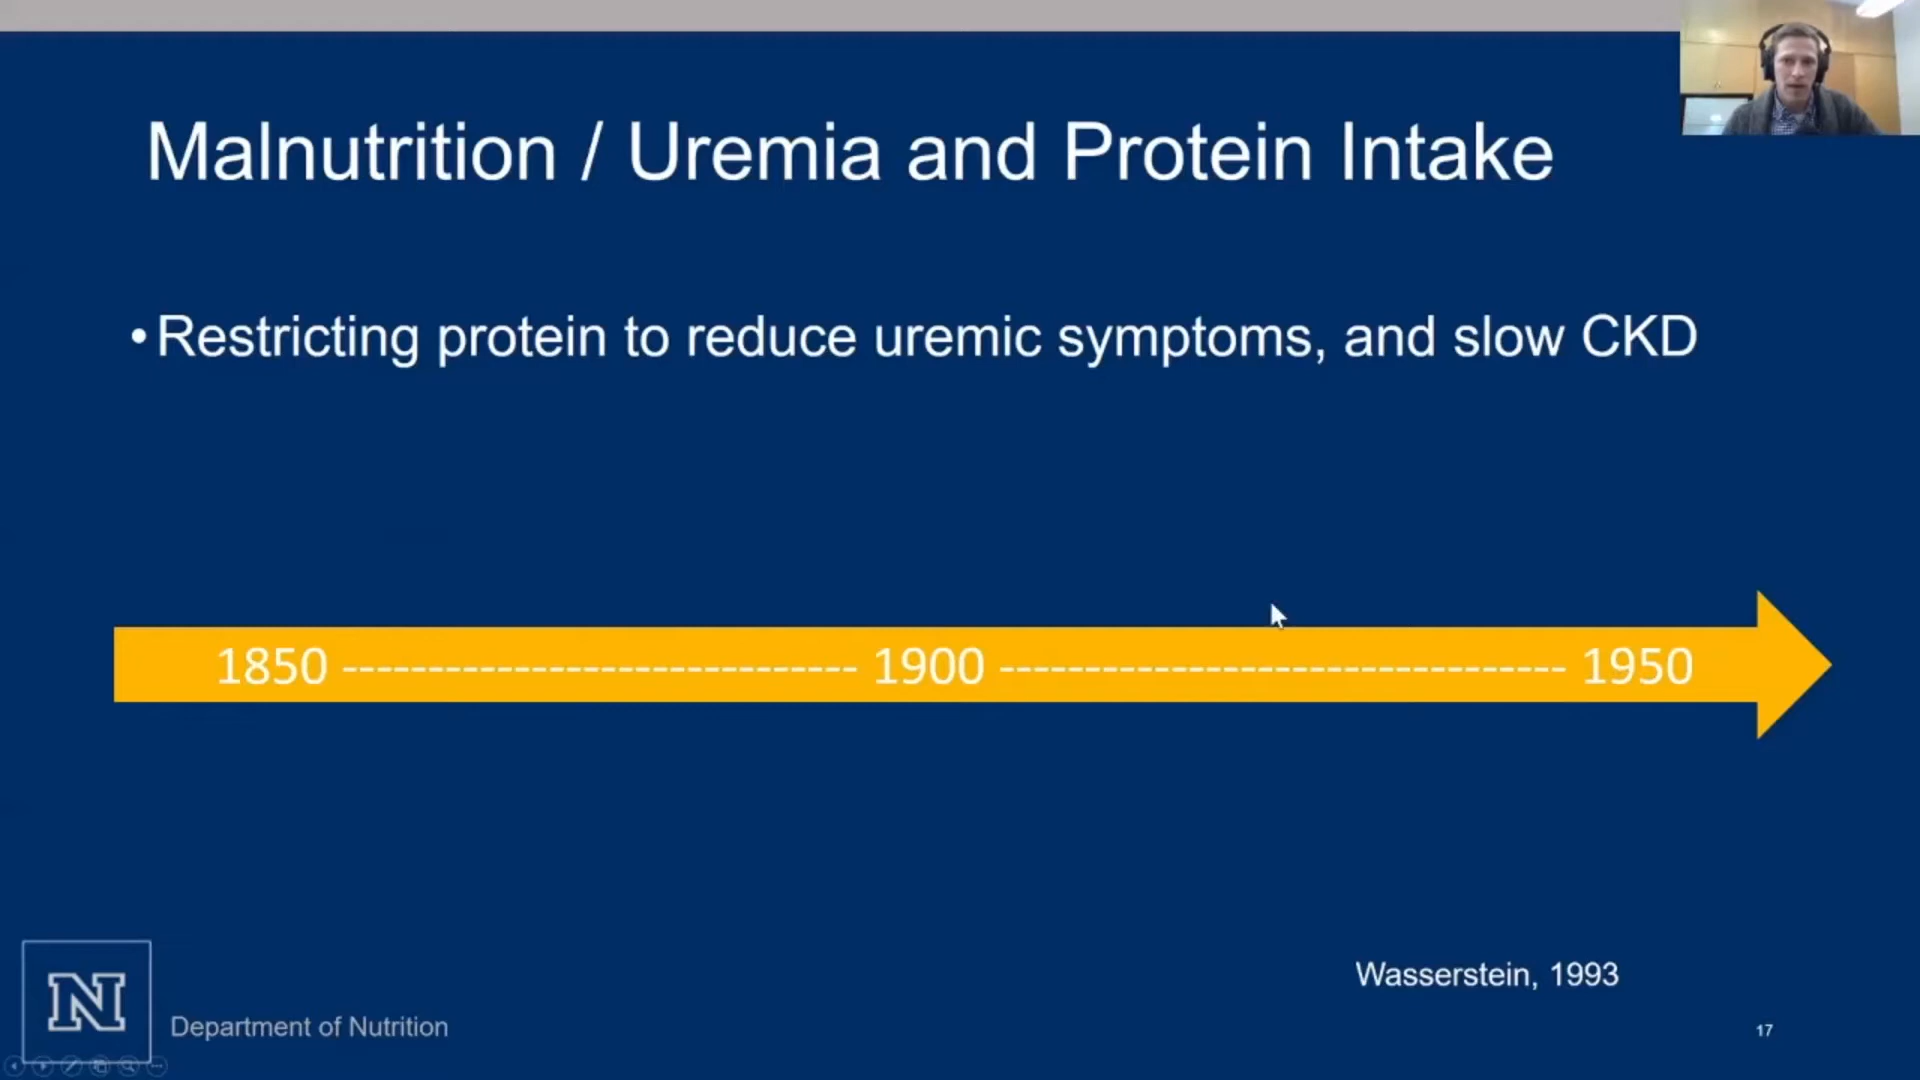 Malnutrition / Uremia and Protein Intake
•Restricting protein to reduce uremic symptoms, and slow CKD
1850 ------------------------------ 1900 --------------------------------- 1950
Wasserstein, 1993
N
Department of Nutrition
17